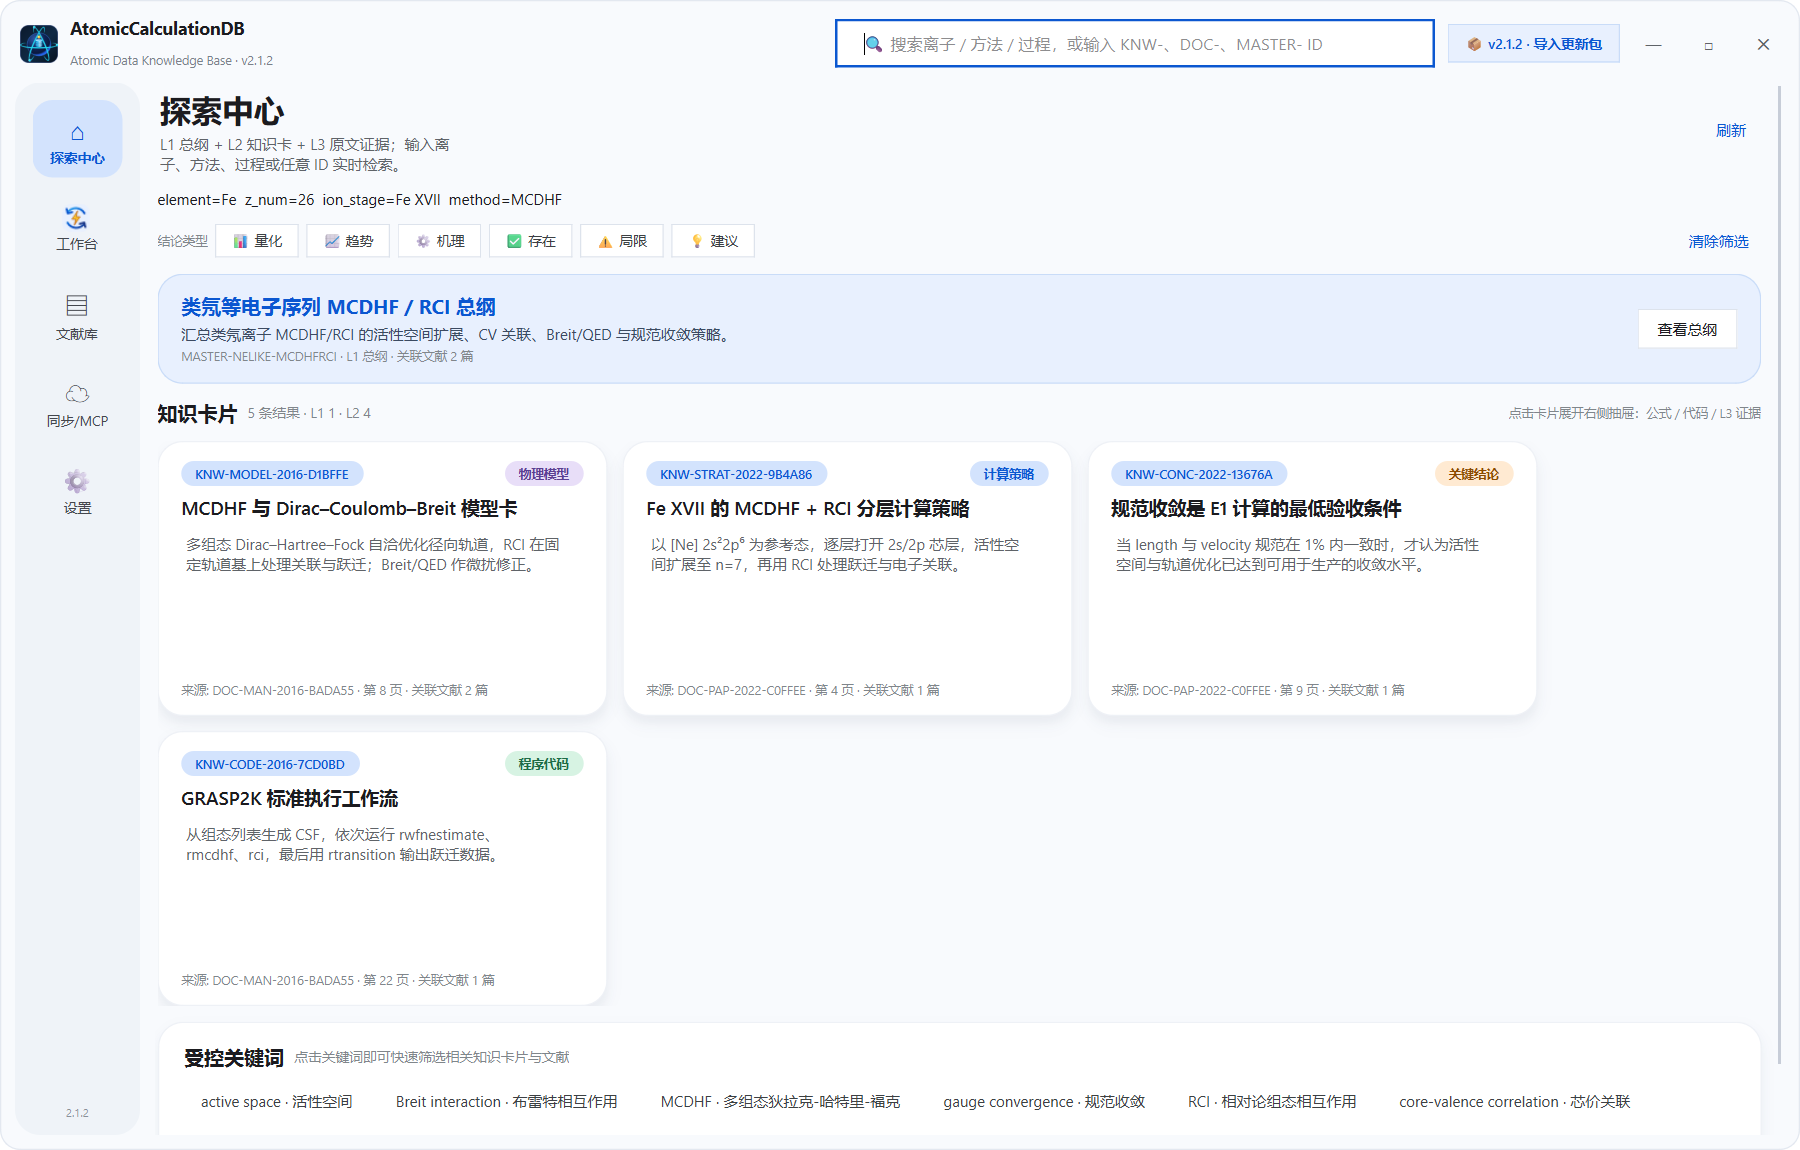 AtomicCalculationDB
Atomic Data Knowledge Base · v2.1.2
搜索离子 / 方法 / 过程，或输入 KNW-、DOC-、MASTER- ID
v2.1.2 · 导入更新包
探索中心
工作台
文献库
同步/MCP
设置
2.1.2
探索中心
L1 总纲 + L2 知识卡 + L3 原文证据；输入离
子、方法、过程或任意 ID 实时检索。
刷新
element=Fe z_num=26 ion_stage=Fe XVII method=MCDHF
结论类型 量化 趋势 机理 存在 局限 建议 清除筛选
类氖等电子序列 MCDHF / RCI 总纲
汇总类氖离子 MCDHF/RCI 的活性空间扩展、CV 关联、Breit/QED 与规范收敛策略。
MASTER-NELIKE-MCDHFRCI · L1 总纲 · 关联文献 2 篇
查看总纲
知识卡片 5 条结果 · L1 1 · L2 4
点击卡片展开右侧抽屉：公式 / 代码 / L3 证据
KNW-MODEL-2016-D1BFFE 物理模型
MCDHF 与 Dirac–Coulomb–Breit 模型卡
多组态 Dirac–Hartree–Fock 自洽优化径向轨道，RCI 在固
定轨道基上处理关联与跃迁；Breit/QED 作微扰修正。
来源: DOC-MAN-2016-BADA55 · 第 8 页 · 关联文献 2 篇
KNW-STRAT-2022-9B4A86 计算策略
Fe XVII 的 MCDHF + RCI 分层计算策略
以 [Ne] 2s²2p⁶ 为参考态，逐层打开 2s/2p 芯层，活性空
间扩展至 n=7，再用 RCI 处理跃迁与电子关联。
来源: DOC-PAP-2022-C0FFEE · 第 4 页 · 关联文献 1 篇
KNW-CONC-2022-13676A 关键结论
规范收敛是 E1 计算的最低验收条件
当 length 与 velocity 规范在 1% 内一致时，才认为活性
空间与轨道优化已达到可用于生产的收敛水平。
来源: DOC-PAP-2022-C0FFEE · 第 9 页 · 关联文献 1 篇
KNW-CODE-2016-7CD0BD 程序代码
GRASP2K 标准执行工作流
从组态列表生成 CSF，依次运行 rwfnestimate、
rmcdhf、rci，最后用 rtransition 输出跃迁数据。
来源: DOC-MAN-2016-BADA55 · 第 22 页 · 关联文献 1 篇
受控关键词 点击关键词即可快速筛选相关知识卡片与文献
active space · 活性空间 Breit interaction · 布雷特相互作用 MCDHF · 多组态狄拉克-哈特里-福克 gauge convergence · 规范收敛 RCI · 相对论组态相互作用 core-valence correlation · 芯价关联